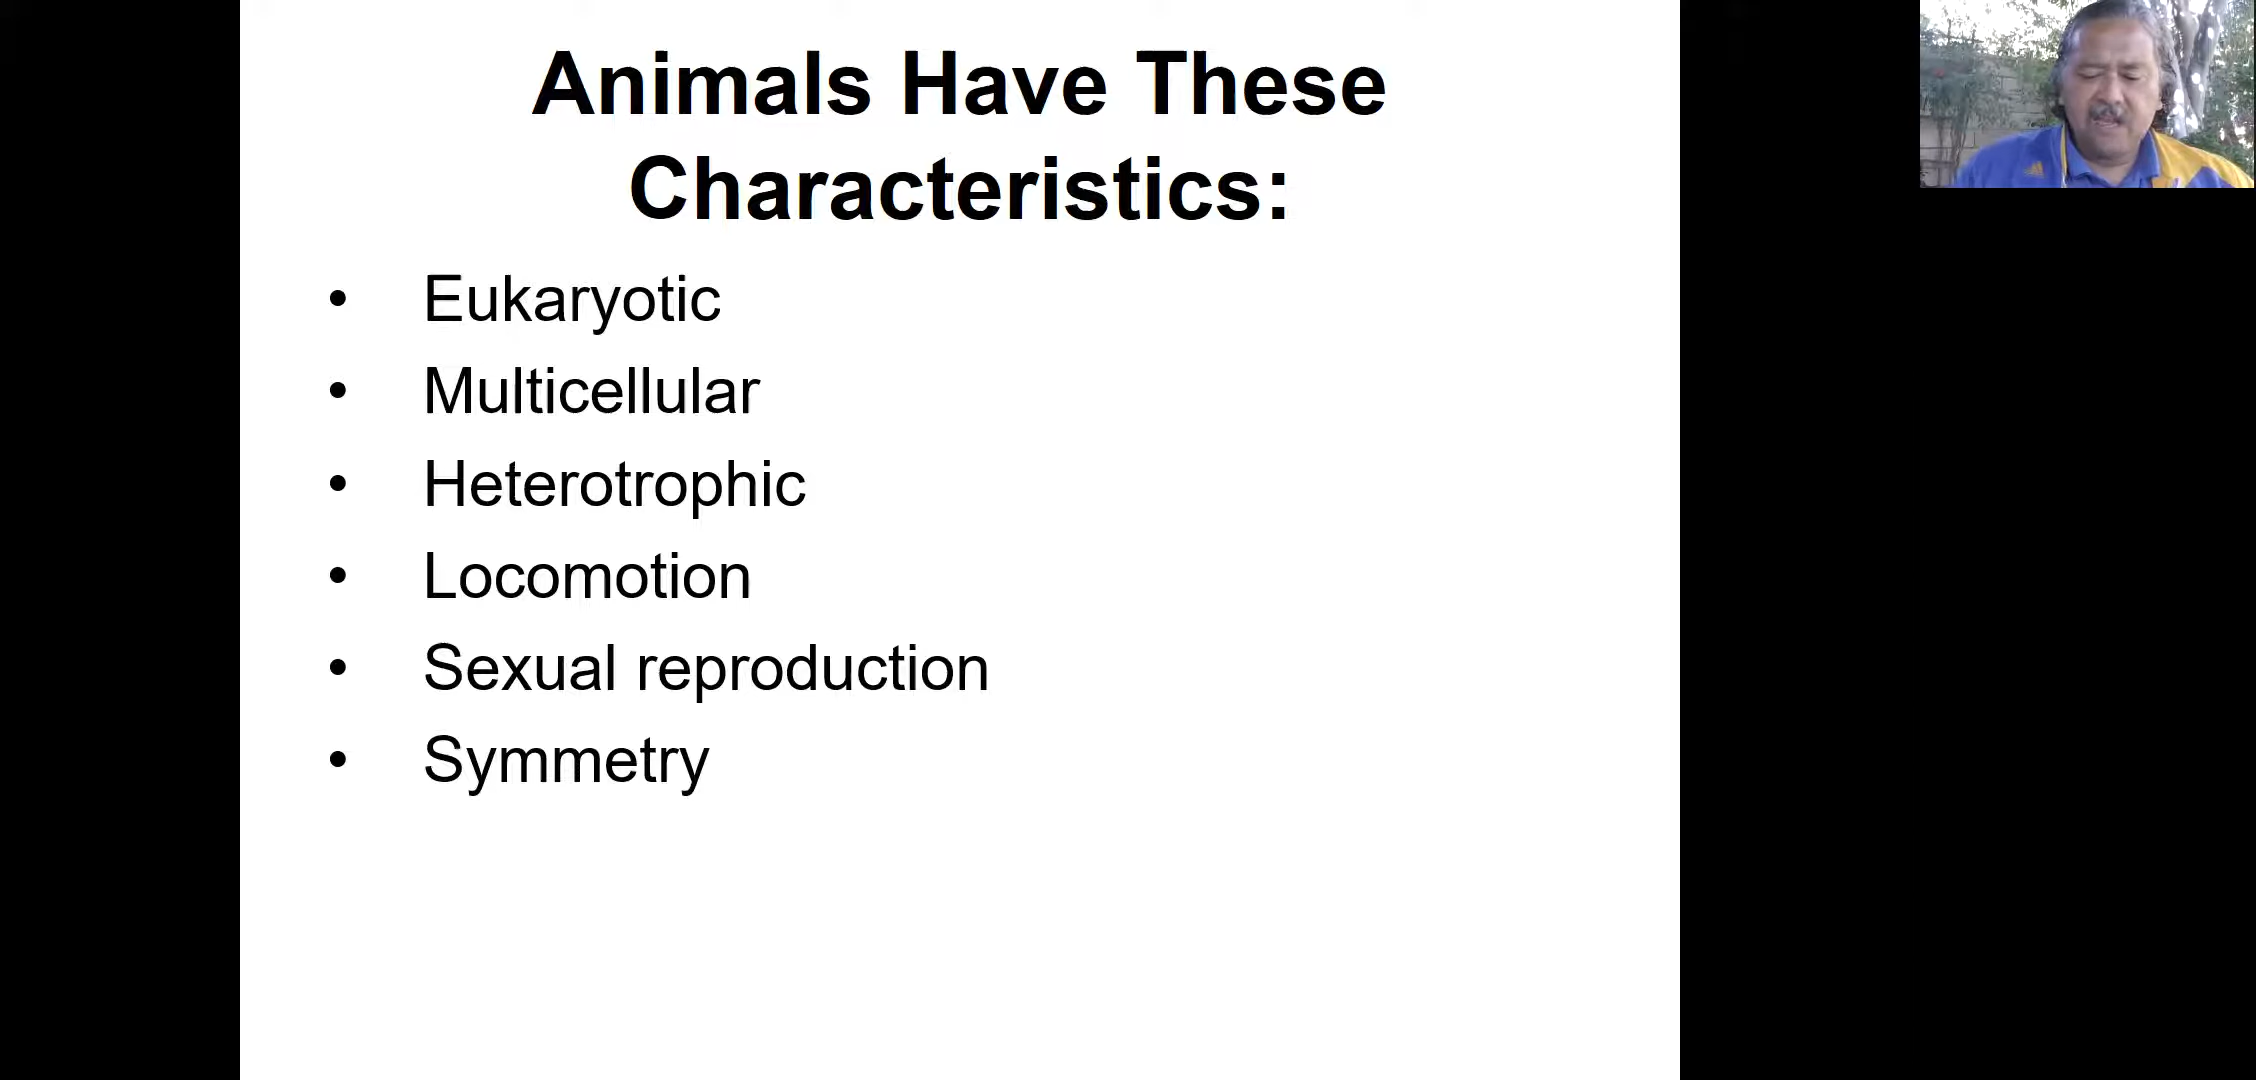 Animals Have These
Characteristics:
• Eukaryotic
• Multicellular
• Heterotrophic
• Locomotion
• Sexual reproduction
• Symmetry